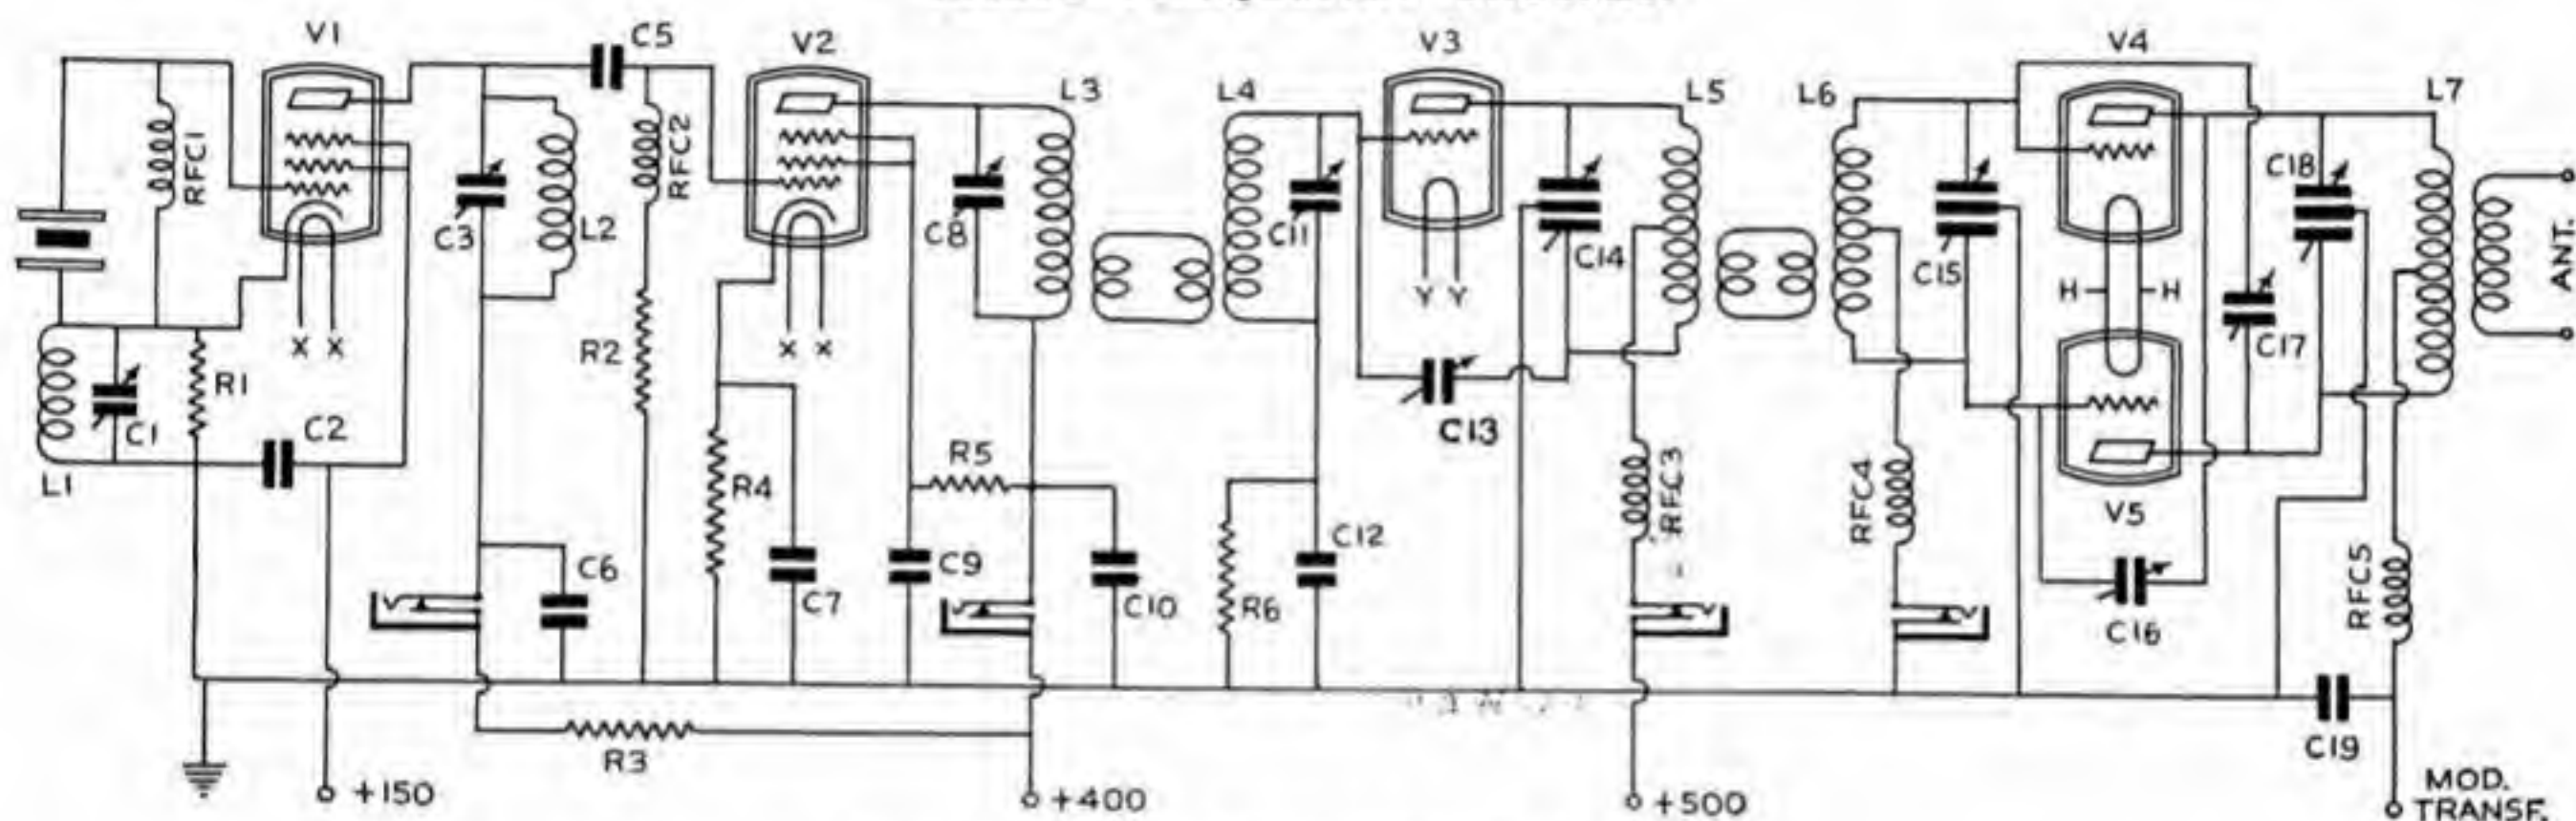 V1
C5
V2
V3
V4
RFC1
RFC2
L3
L4
L5
L6
L7
C3
L2
C8
C11
C14
C15
C18
ANT.
X X
X X
Y Y
H H
R2
C17
R1
C1
C2
C13
L1
R4
R5
RFC3
RFC4
V5
C6
C7
C9
C10
R6
C12
C16
RFC5
R3
C19
+150
+400
+500
MOD.
TRANSF.